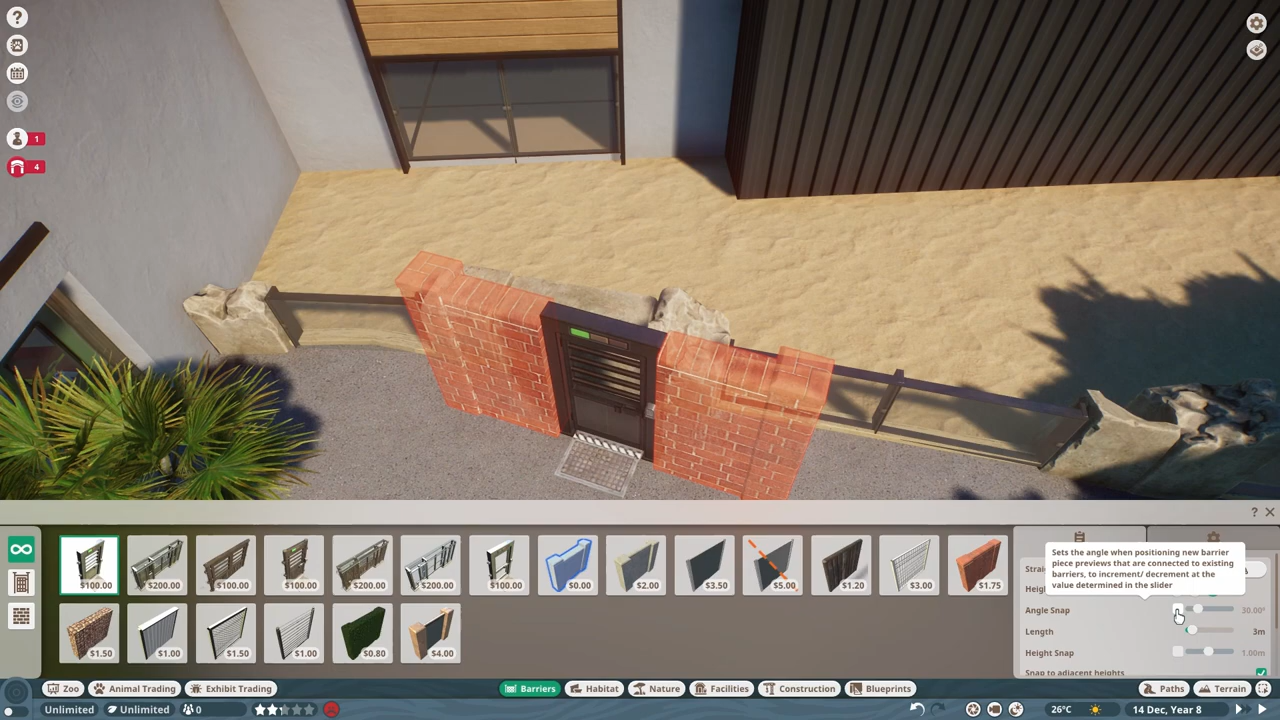 ?
1
4
? ×
$100.00 $200.00 $100.00 $100.00 $200.00 $200.00 $100.00 $0.00 $2.00 $3.50 $5.00 $1.20 $3.00 $1.75
$1.50 $1.00 $1.50 $1.00 $0.80 $4.00
Sets the angle when positioning new barrier
piece previews that are connected to existing
barriers, to increment/ decrement at the
value determined in the slider
Angle Snap 30.00°
Length 3m
Height Snap 1.00m
Snap to adjacent heights
Zoo Animal Trading Exhibit Trading Barriers Habitat Nature Facilities Construction Blueprints Paths Terrain
Unlimited Unlimited 0 26°C 14 Dec, Year 8